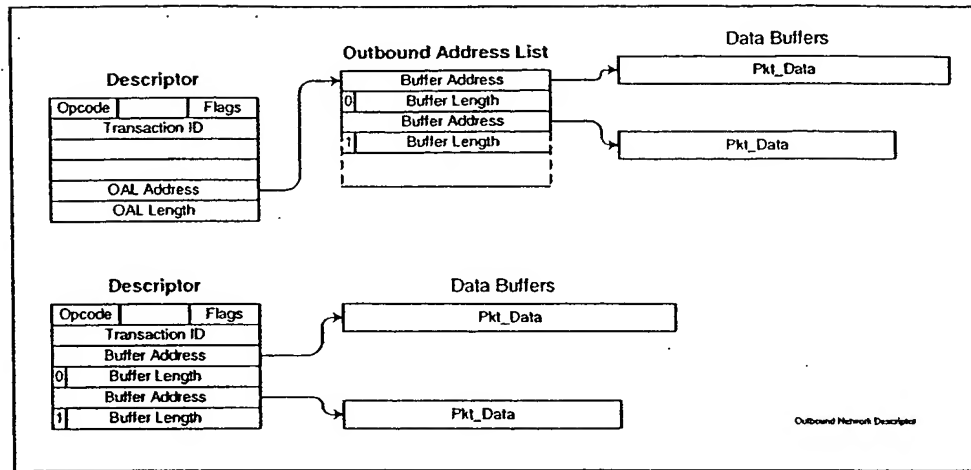 Data Buffers
Outbound Address List
Pkt_Data
Descriptor
Buffer Address
Opcode Flags
0 Buffer Length
Transaction ID
Buffer Address
1 Buffer Length
Pkt_Data
OAL Address
OAL Length
Descriptor
Data Buffers
Opcode Flags
Pkt_Data
Transaction ID
Buffer Address
0 Buffer Length
Buffer Address
1 Buffer Length
Pkt_Data
Outbound Network Descriptor